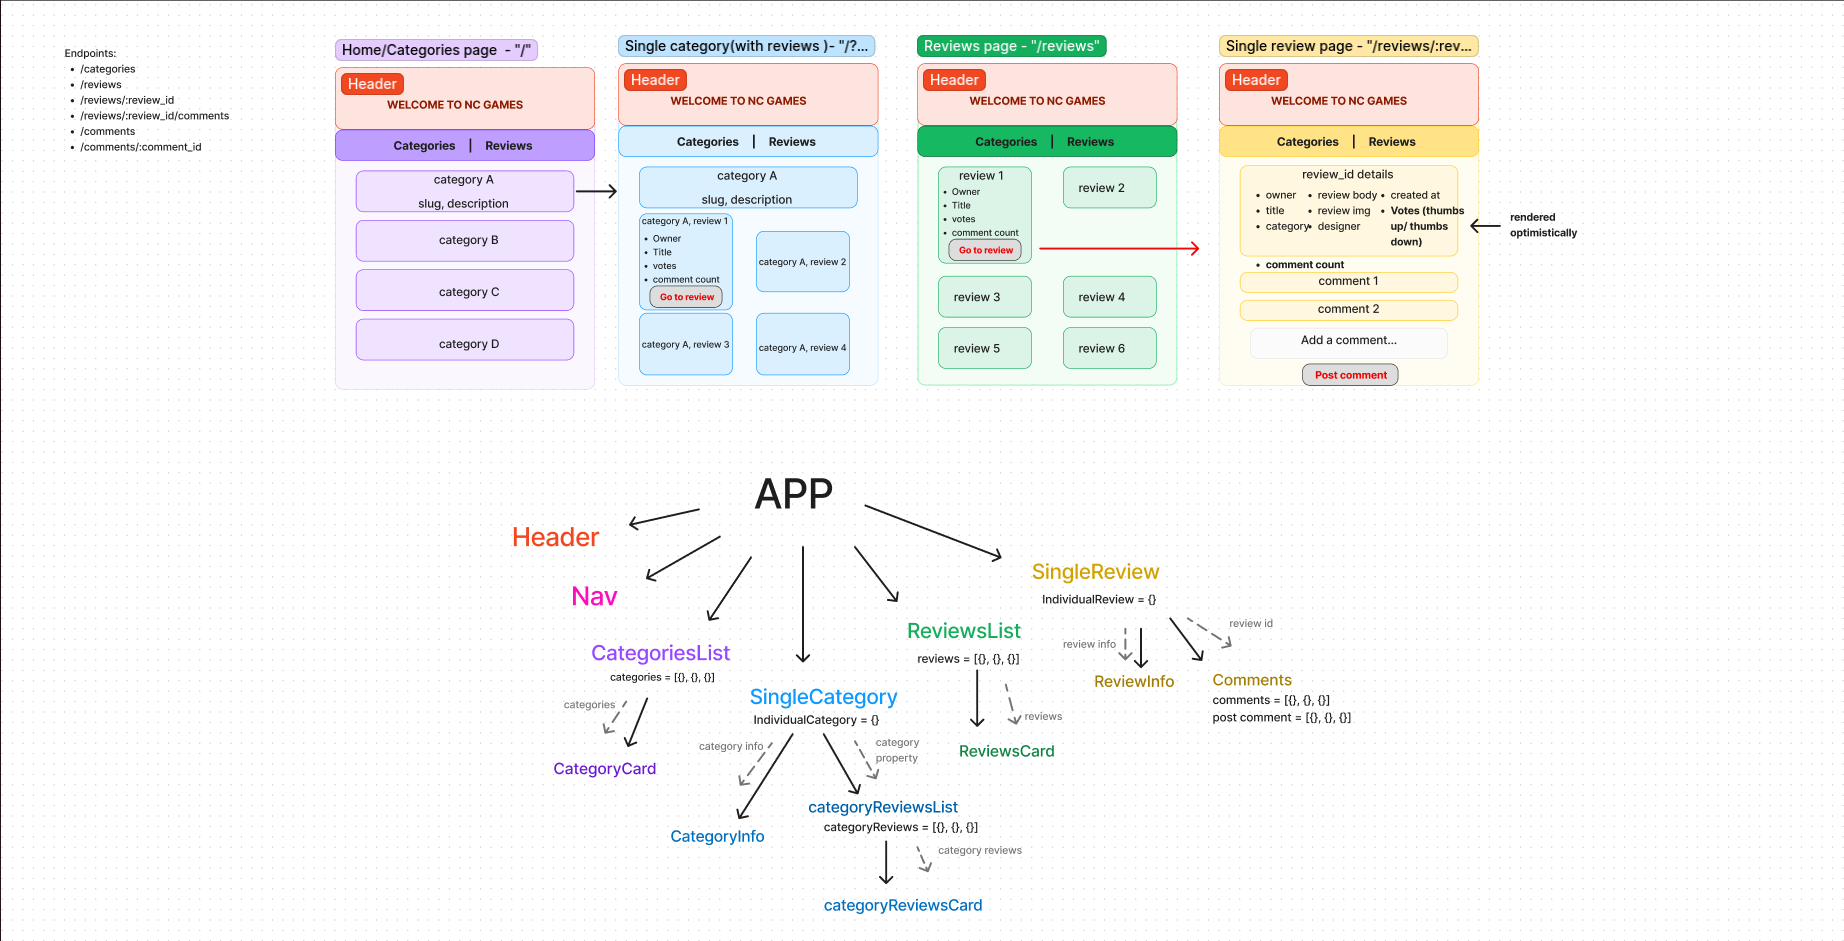 Endpoints:
• /categories
• /reviews
• /reviews/:review_id
• /reviews/:review_id/comments
• /comments
• /comments/:comment_id
Home/Categories page - "/"
Header
WELCOME TO NC GAMES
Categories | Reviews
category A
slug, description
category B
category C
category D
Single category(with reviews )- "/?...
Header
WELCOME TO NC GAMES
Categories | Reviews
category A
slug, description
category A, review 1
• Owner
• Title
• votes
• comment count
Go to review
category A, review 2
category A, review 3
category A, review 4
Reviews page - "/reviews"
Header
WELCOME TO NC GAMES
Categories | Reviews
review 1
• Owner
• Title
• votes
• comment count
Go to review
review 2
review 3
review 4
review 5
review 6
Single review page - "/reviews/:rev...
Header
WELCOME TO NC GAMES
Categories | Reviews
review_id details
• owner
• title
• category
• review body
• review img
• designer
• created at
• Votes (thumbs
up/ thumbs
down)
• comment count
comment 1
comment 2
Add a comment...
Post comment
rendered
optimistically
APP
Header
Nav
CategoriesList
categories = [{}, {}, {}]
categories
CategoryCard
SingleCategory
IndividualCategory = {}
category info
category
property
CategoryInfo
categoryReviewsList
categoryReviews = [{}, {}, {}]
category reviews
categoryReviewsCard
ReviewsList
reviews = [{}, {}, {}]
reviews
ReviewsCard
SingleReview
IndividualReview = {}
review info
review id
ReviewInfo
Comments
comments = [{}, {}, {}]
post comment = [{}, {}, {}]